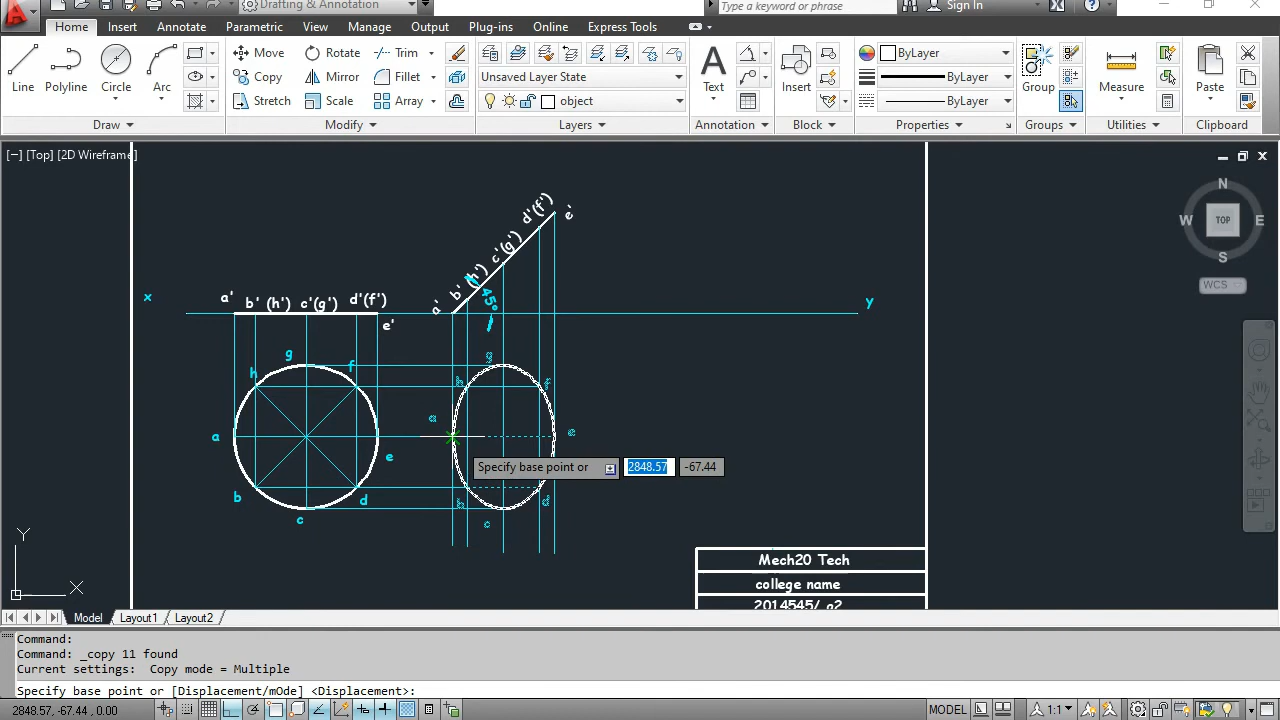 Drafting & Annotation
Type a keyword or phrase
Sign In
Home Insert Annotate Parametric View Manage Output Plug-ins Online Express Tools
Line Polyline Circle Arc
Move Rotate Trim
Copy Mirror Fillet
Stretch Scale Array
Unsaved Layer State
object
Text
Insert
ByLayer
ByLayer
ByLayer
Group
Measure
Paste
Draw Modify Layers Annotation Block Properties Groups Utilities Clipboard
[−] [Top] [2D Wireframe]
N
W TOP E
S
WCS
d'(f') e'
c'(g')
b' (h')
a'
45°
x a' b' (h') c'(g') d'(f') y
e'
g f g
h h f
a a e
e
b d b d
c c
Specify base point or 2848.57 -67.44
Mech20 Tech
college name
2014545/ a2
Y
X
Model Layout1 Layout2
Command:
Command: _copy 11 found
Current settings: Copy mode = Multiple
Specify base point or [Displacement/mOde] <Displacement>:
2848.57, -67.44 , 0.00
MODEL
1:1